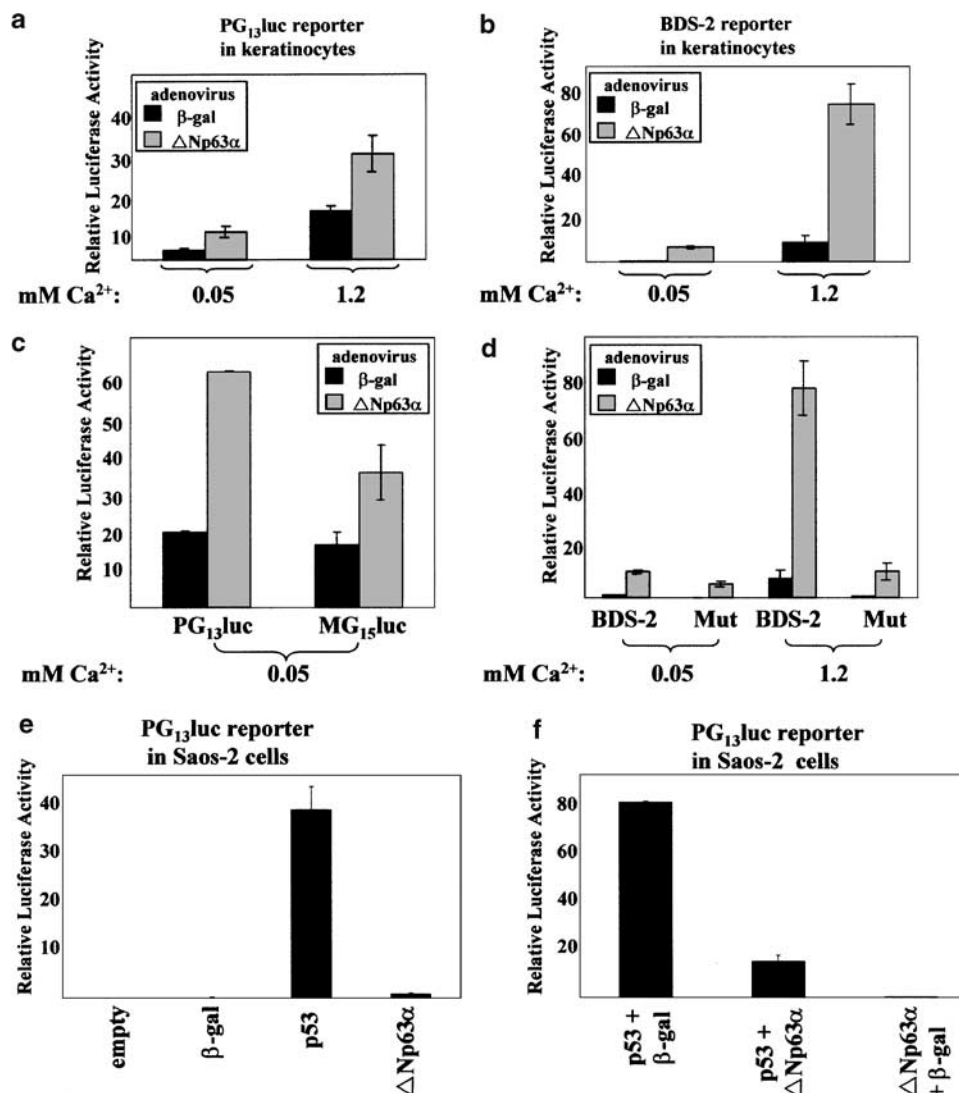 a
PG13luc reporter
in keratinocytes
Relative Luciferase Activity
40
30
20
10
adenovirus
β-gal
△Np63α
mM Ca2+:
0.05
1.2
b
BDS-2 reporter
in keratinocytes
Relative Luciferase Activity
80
60
40
20
adenovirus
β-gal
△Np63α
0.05
1.2
c
Relative Luciferase Activity
60
50
40
30
20
10
adenovirus
β-gal
△Np63α
PG13luc
MG15luc
mM Ca2+:
0.05
d
Relative Luciferase Activity
80
60
40
20
adenovirus
β-gal
△Np63α
BDS-2
Mut
BDS-2
Mut
0.05
1.2
e
PG13luc reporter
in Saos-2 cells
Relative Luciferase Activity
40
30
20
10
empty
β-gal
p53
△Np63α
f
PG13luc reporter
in Saos-2 cells
Relative Luciferase Activity
80
60
40
20
p53 +
β-gal
p53 +
△Np63α
△Np63α
+ β-gal